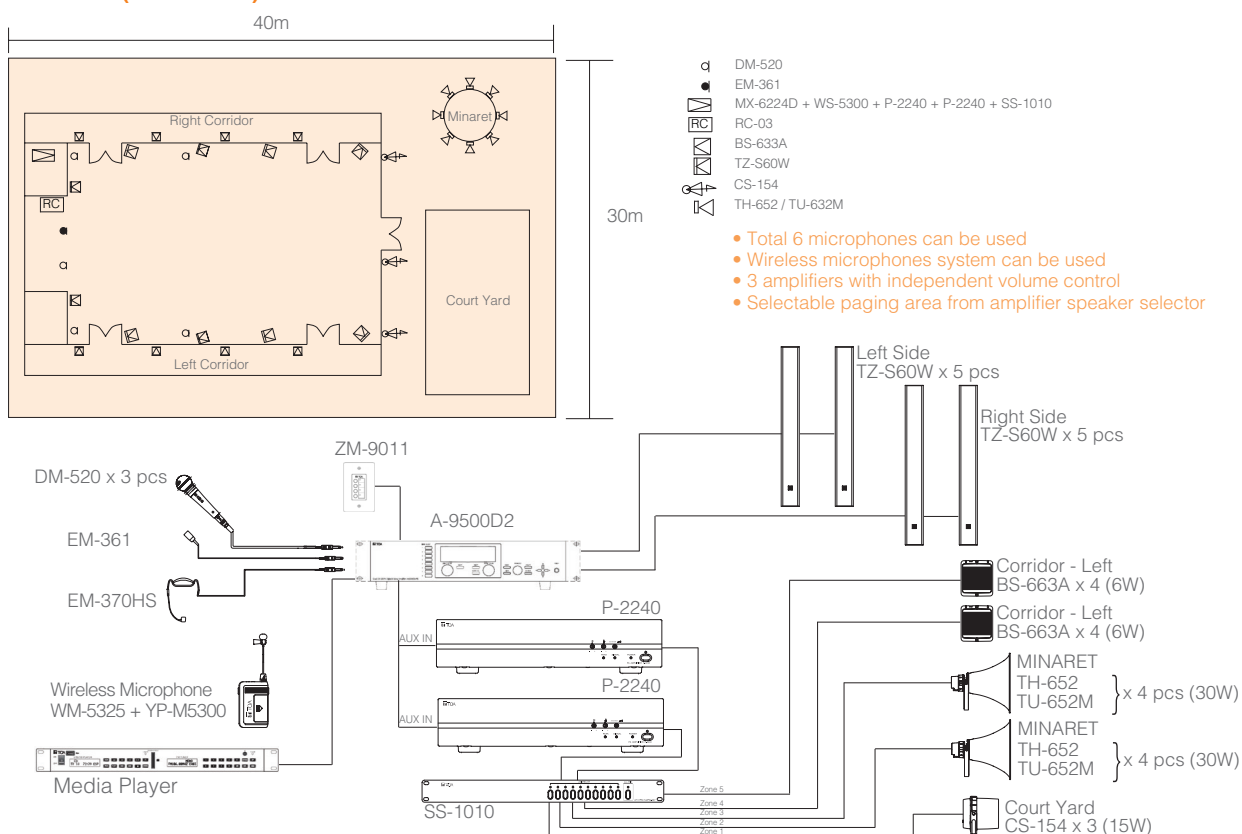 40m
Right Corridor
Minaret
RC
30m
Court Yard
Left Corridor
DM-520
EM-361
MX-6224D + WS-5300 + P-2240 + P-2240 + SS-1010
RC
RC-03
BS-633A
TZ-S60W
CS-154
TH-652 / TU-632M
• Total 6 microphones can be used
• Wireless microphones system can be used
• 3 amplifiers with independent volume control
• Selectable paging area from amplifier speaker selector
Left Side
TZ-S60W x 5 pcs
Right Side
TZ-S60W x 5 pcs
ZM-9011
DM-520 x 3 pcs
A-9500D2
EM-361
EM-370HS
Corridor - Left
BS-663A x 4 (6W)
Corridor - Left
BS-663A x 4 (6W)
P-2240
AUX IN
TOA
P-2240
AUX IN
TOA
MINARET
TH-652
TU-652M
x 4 pcs (30W)
MINARET
TH-652
TU-652M
x 4 pcs (30W)
Wireless Microphone
WM-5325 + YP-M5300
Media Player
SS-1010
Zone 5
Zone 4
Zone 3
Zone 2
Zone 1
Court Yard
CS-154 x 3 (15W)